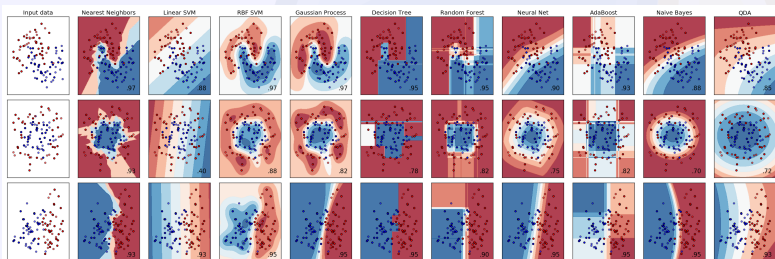 Input data Nearest Neighbors Linear SVM RBF SVM Gaussian Process Decision Tree Random Forest Neural Net AdaBoost Naive Bayes QDA
.97 .88 .97 .97 .95 .95 .90 .93 .88 .85
.93 .40 .88 .82 .78 .82 .75 .82 .70 .72
.93 .93 .95 .95 .95 .90 .95 .95 .95 .93